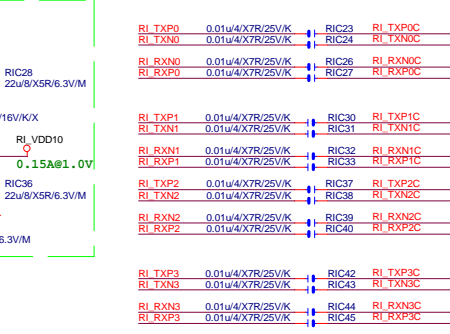 RI_TXP0 0.01u/4/X7R/25V/K RIC23 RI_TXP0C
RI_TXN0 0.01u/4/X7R/25V/K RIC24 RI_TXN0C
RI_RXN0 0.01u/4/X7R/25V/K RIC26 RI_RXN0C
RI_RXP0 0.01u/4/X7R/25V/K RIC27 RI_RXP0C
RIC28
22u/8/X5R/6.3V/M
/16V/K/X
RI_TXP1 0.01u/4/X7R/25V/K RIC30 RI_TXP1C
RI_TXN1 0.01u/4/X7R/25V/K RIC31 RI_TXN1C
RI_VDD10
0.15A@1.0V
RI_RXN1 0.01u/4/X7R/25V/K RIC32 RI_RXN1C
RI_RXP1 0.01u/4/X7R/25V/K RIC33 RI_RXP1C
RIC36
22u/8/X5R/6.3V/M
RI_TXP2 0.01u/4/X7R/25V/K RIC37 RI_TXP2C
RI_TXN2 0.01u/4/X7R/25V/K RIC38 RI_TXN2C
RI_RXN2 0.01u/4/X7R/25V/K RIC39 RI_RXN2C
RI_RXP2 0.01u/4/X7R/25V/K RIC40 RI_RXP2C
6.3V/M
RI_TXP3 0.01u/4/X7R/25V/K RIC42 RI_TXP3C
RI_TXN3 0.01u/4/X7R/25V/K RIC43 RI_TXN3C
RI_RXN3 0.01u/4/X7R/25V/K RIC44 RI_RXN3C
RI_RXP3 0.01u/4/X7R/25V/K RIC45 RI_RXP3C